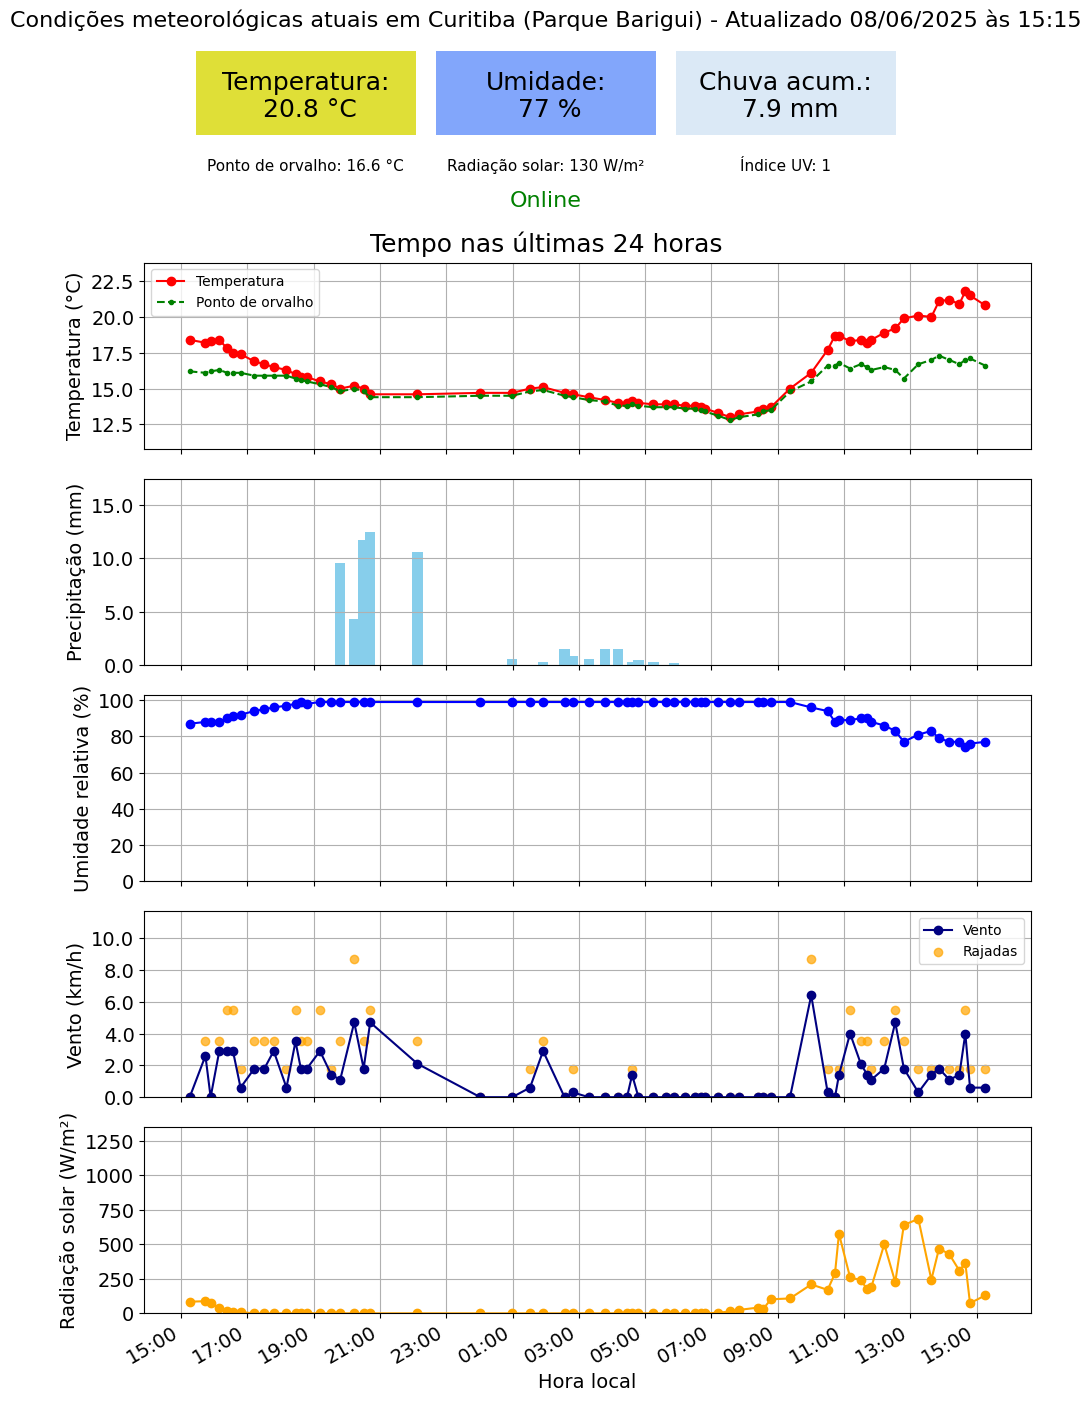 Condições meteorológicas atuais em Curitiba (Parque Barigui) - Atualizado 08/06/2025 às 15:15
Temperatura:
20.8 °C
Umidade:
77 %
Chuva acum.:
7.9 mm
Ponto de orvalho: 16.6 °C
Radiação solar: 130 W/m²
Índice UV: 1
Online
Tempo nas últimas 24 horas
Temperatura (°C)
22.5
20.0
17.5
15.0
12.5
Temperatura
Ponto de orvalho
Precipitação (mm)
15.0
10.0
5.0
0.0
Umidade relativa (%)
100
80
60
40
20
0
Vento (km/h)
10.0
8.0
6.0
4.0
2.0
0.0
Vento
Rajadas
Radiação solar (W/m²)
1250
1000
750
500
250
0
15:00
17:00
19:00
21:00
23:00
01:00
03:00
05:00
07:00
09:00
11:00
13:00
15:00
Hora local